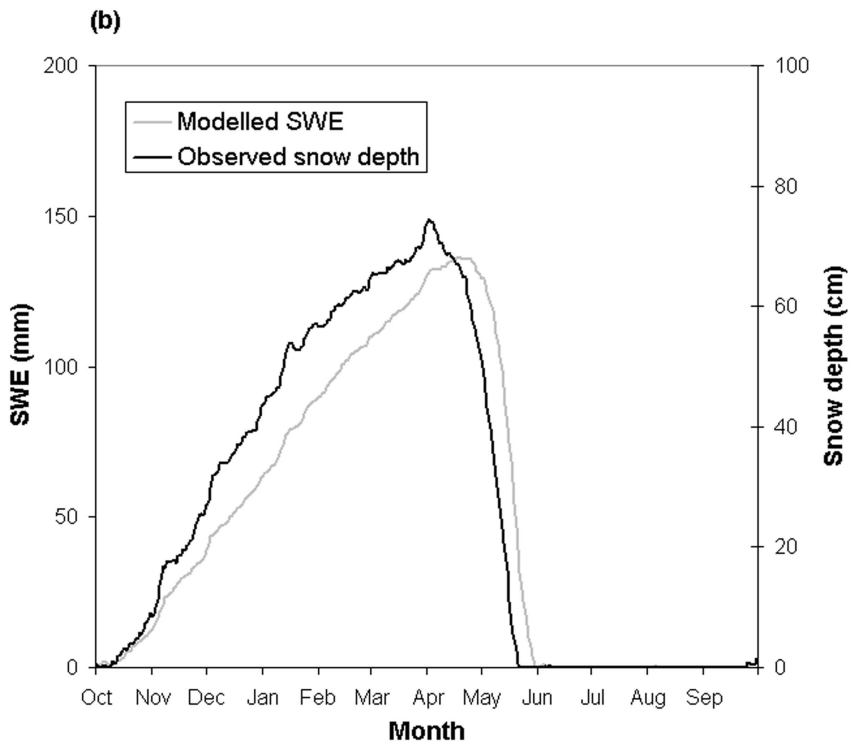 (b)
200
150
100
50
0
SWE (mm)
Modelled SWE
Observed snow depth
100
80
60
40
20
0
Snow depth (cm)
Oct Nov Dec Jan Feb Mar Apr May Jun Jul Aug Sep
Month